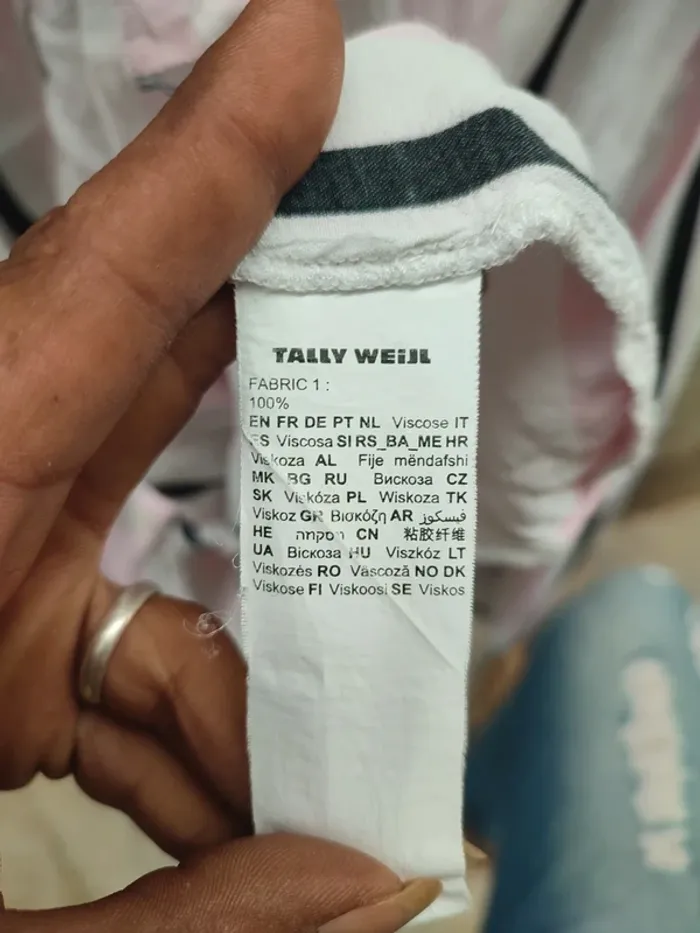 TALLY WEiJL
FABRIC 1 :
100%
EN FR DE PT NL Viscose IT
ES Viscosa SI RS_BA_ME HR
Viskoza AL Fije mëndafshi
MK BG RU Вискоза CZ
SK Viskóza PL Wiskoza TK
Viskoz GR Βισκόζη AR فيسكوز
HE CN 粘胶纤维
UA Віскоза HU Viszkóz LT
Viskozės RO Vâscoză NO DK
Viskose FI Viskoosi SE Viskos